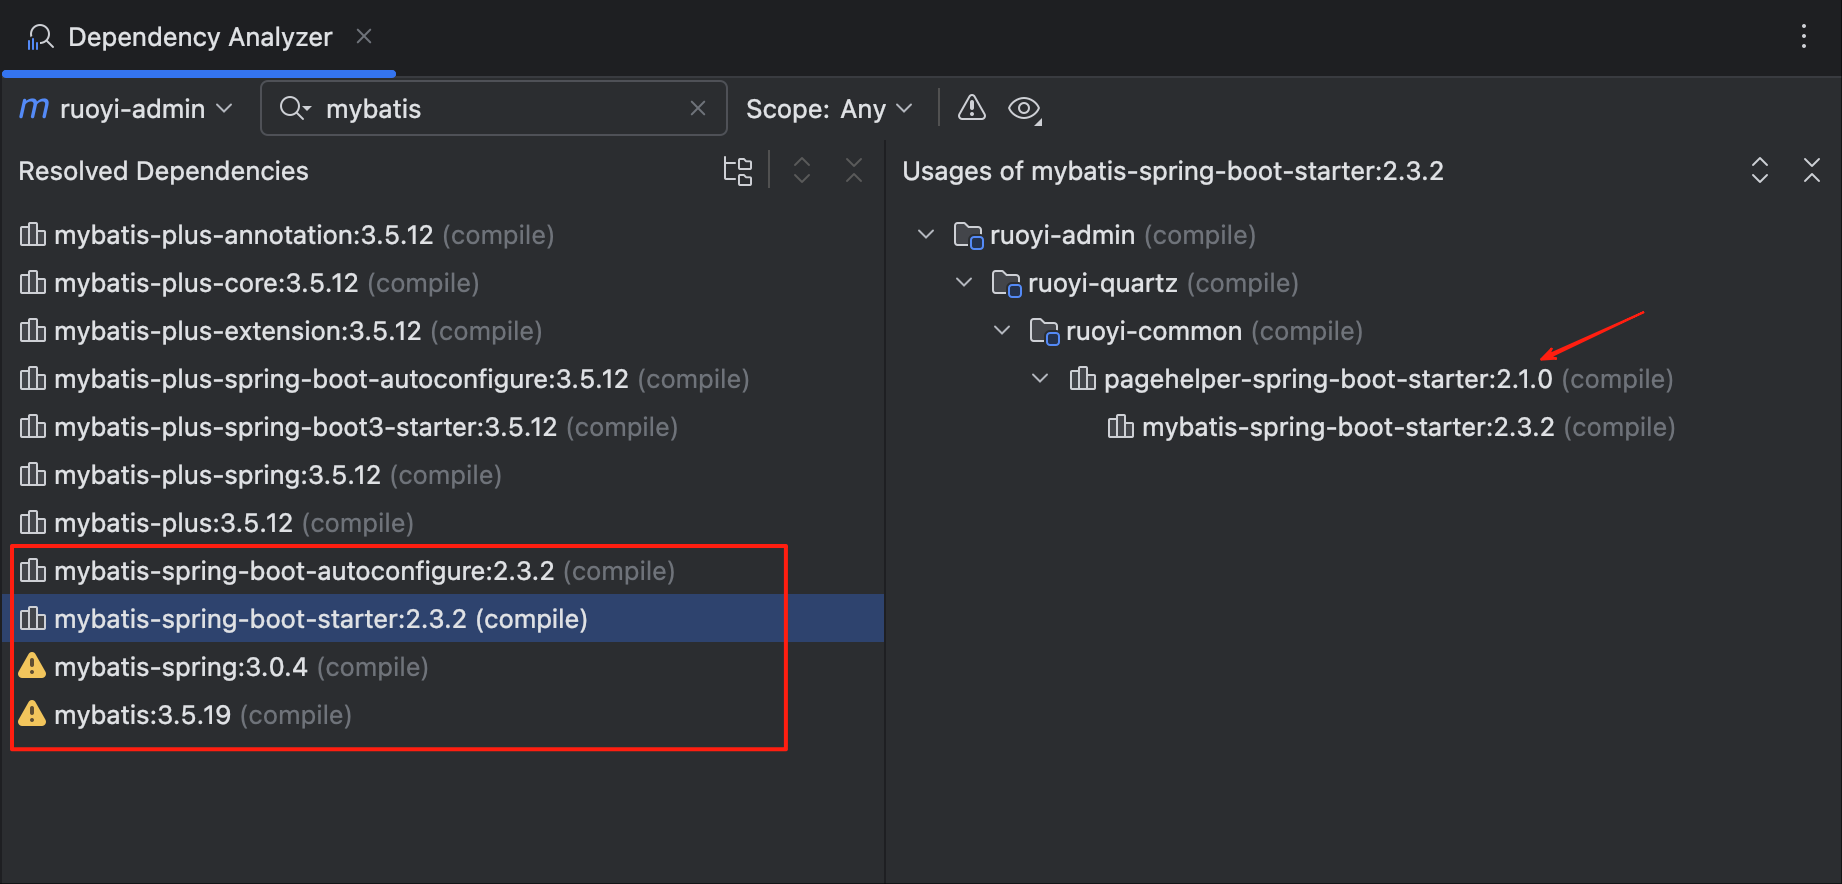 Dependency Analyzer
ruoyi-admin
mybatis
Scope: Any
Resolved Dependencies
mybatis-plus-annotation:3.5.12 (compile)
mybatis-plus-core:3.5.12 (compile)
mybatis-plus-extension:3.5.12 (compile)
mybatis-plus-spring-boot-autoconfigure:3.5.12 (compile)
mybatis-plus-spring-boot3-starter:3.5.12 (compile)
mybatis-plus-spring:3.5.12 (compile)
mybatis-plus:3.5.12 (compile)
mybatis-spring-boot-autoconfigure:2.3.2 (compile)
mybatis-spring-boot-starter:2.3.2 (compile)
mybatis-spring:3.0.4 (compile)
mybatis:3.5.19 (compile)
Usages of mybatis-spring-boot-starter:2.3.2
ruoyi-admin (compile)
ruoyi-quartz (compile)
ruoyi-common (compile)
pagehelper-spring-boot-starter:2.1.0 (compile)
mybatis-spring-boot-starter:2.3.2 (compile)